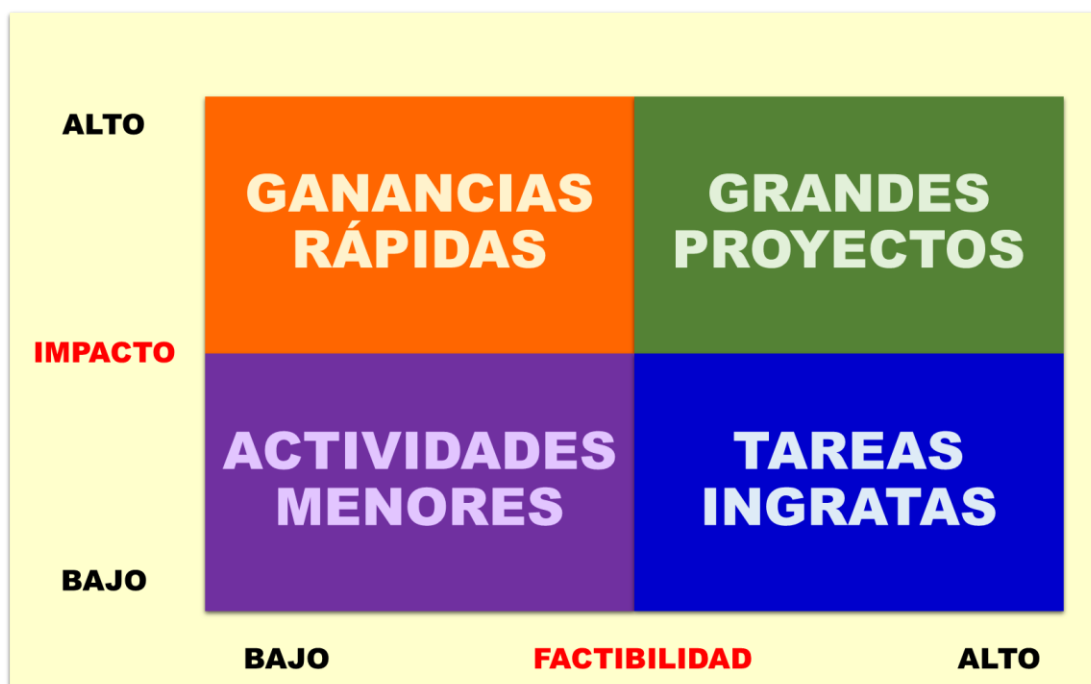 ALTO
GANANCIAS
RÁPIDAS
GRANDES
PROYECTOS
IMPACTO
ACTIVIDADES
MENORES
TAREAS
INGRATAS
BAJO
BAJO
FACTIBILIDAD
ALTO